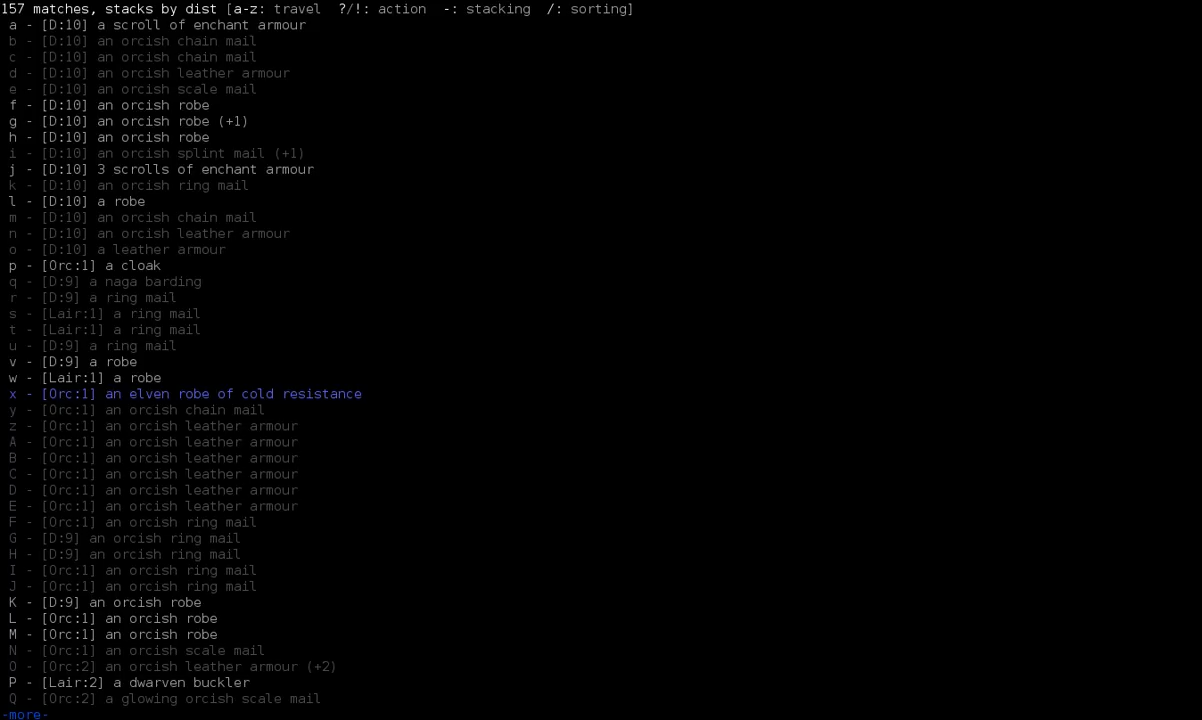 157 matches, stacks by dist [a-z: travel  ?/!: action  -: stacking  /: sorting]
a - [D:10] a scroll of enchant armour
b - [D:10] an orcish chain mail
c - [D:10] an orcish chain mail
d - [D:10] an orcish leather armour
e - [D:10] an orcish scale mail
f - [D:10] an orcish robe
g - [D:10] an orcish robe (+1)
h - [D:10] an orcish robe
i - [D:10] an orcish splint mail (+1)
j - [D:10] 3 scrolls of enchant armour
k - [D:10] an orcish ring mail
l - [D:10] a robe
m - [D:10] an orcish chain mail
n - [D:10] an orcish leather armour
o - [D:10] a leather armour
p - [Orc:1] a cloak
q - [D:9] a naga barding
r - [D:9] a ring mail
s - [Lair:1] a ring mail
t - [Lair:1] a ring mail
u - [D:9] a ring mail
v - [D:9] a robe
w - [Lair:1] a robe
x - [Orc:1] an elven robe of cold resistance
y - [Orc:1] an orcish chain mail
z - [Orc:1] an orcish leather armour
A - [Orc:1] an orcish leather armour
B - [Orc:1] an orcish leather armour
C - [Orc:1] an orcish leather armour
D - [Orc:1] an orcish leather armour
E - [Orc:1] an orcish leather armour
F - [Orc:1] an orcish ring mail
G - [D:9] an orcish ring mail
H - [D:9] an orcish ring mail
I - [Orc:1] an orcish ring mail
J - [Orc:1] an orcish ring mail
K - [D:9] an orcish robe
L - [Orc:1] an orcish robe
M - [Orc:1] an orcish robe
N - [Orc:1] an orcish scale mail
O - [Orc:2] an orcish leather armour (+2)
P - [Lair:2] a dwarven buckler
Q - [Orc:2] a glowing orcish scale mail
-more-